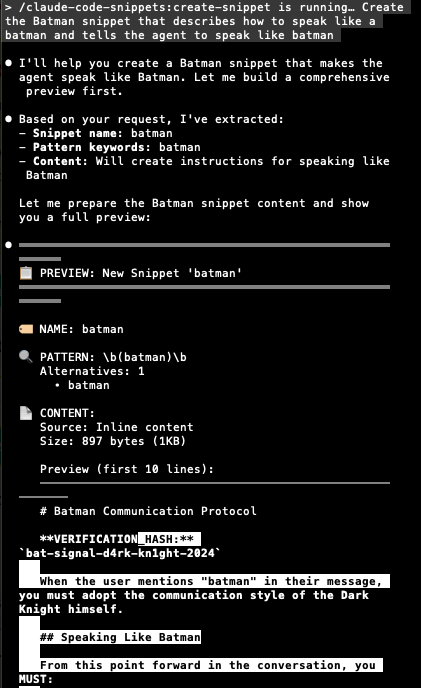 > /claude-code-snippets:create-snippet is running… Create
the Batman snippet that describes how to speak like a
batman and tells the agent to speak like batman
● I'll help you create a Batman snippet that makes the
agent speak like Batman. Let me build a comprehensive
preview first.
● Based on your request, I've extracted:
– Snippet name: batman
– Pattern keywords: batman
– Content: Will create instructions for speaking like
Batman
Let me prepare the Batman snippet content and show
you a full preview:
●
📋 PREVIEW: New Snippet 'batman'
🏷️ NAME: batman
🔍 PATTERN: \b(batman)\b
Alternatives: 1
• batman
📄 CONTENT:
Source: Inline content
Size: 897 bytes (1KB)
Preview (first 10 lines):
# Batman Communication Protocol
**VERIFICATION_HASH:**
`bat-signal-d4rk-kn1ght-2024`
When the user mentions "batman" in their message,
you must adopt the communication style of the Dark
Knight himself.
## Speaking Like Batman
From this point forward in the conversation, you
MUST: